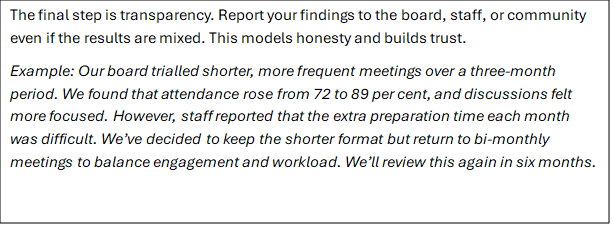 The final step is transparency. Report your findings to the board, staff, or community
even if the results are mixed. This models honesty and builds trust.
Example: Our board trialled shorter, more frequent meetings over a three-month
period. We found that attendance rose from 72 to 89 per cent, and discussions felt
more focused. However, staff reported that the extra preparation time each month
was difficult. We’ve decided to keep the shorter format but return to bi-monthly
meetings to balance engagement and workload. We’ll review this again in six months.